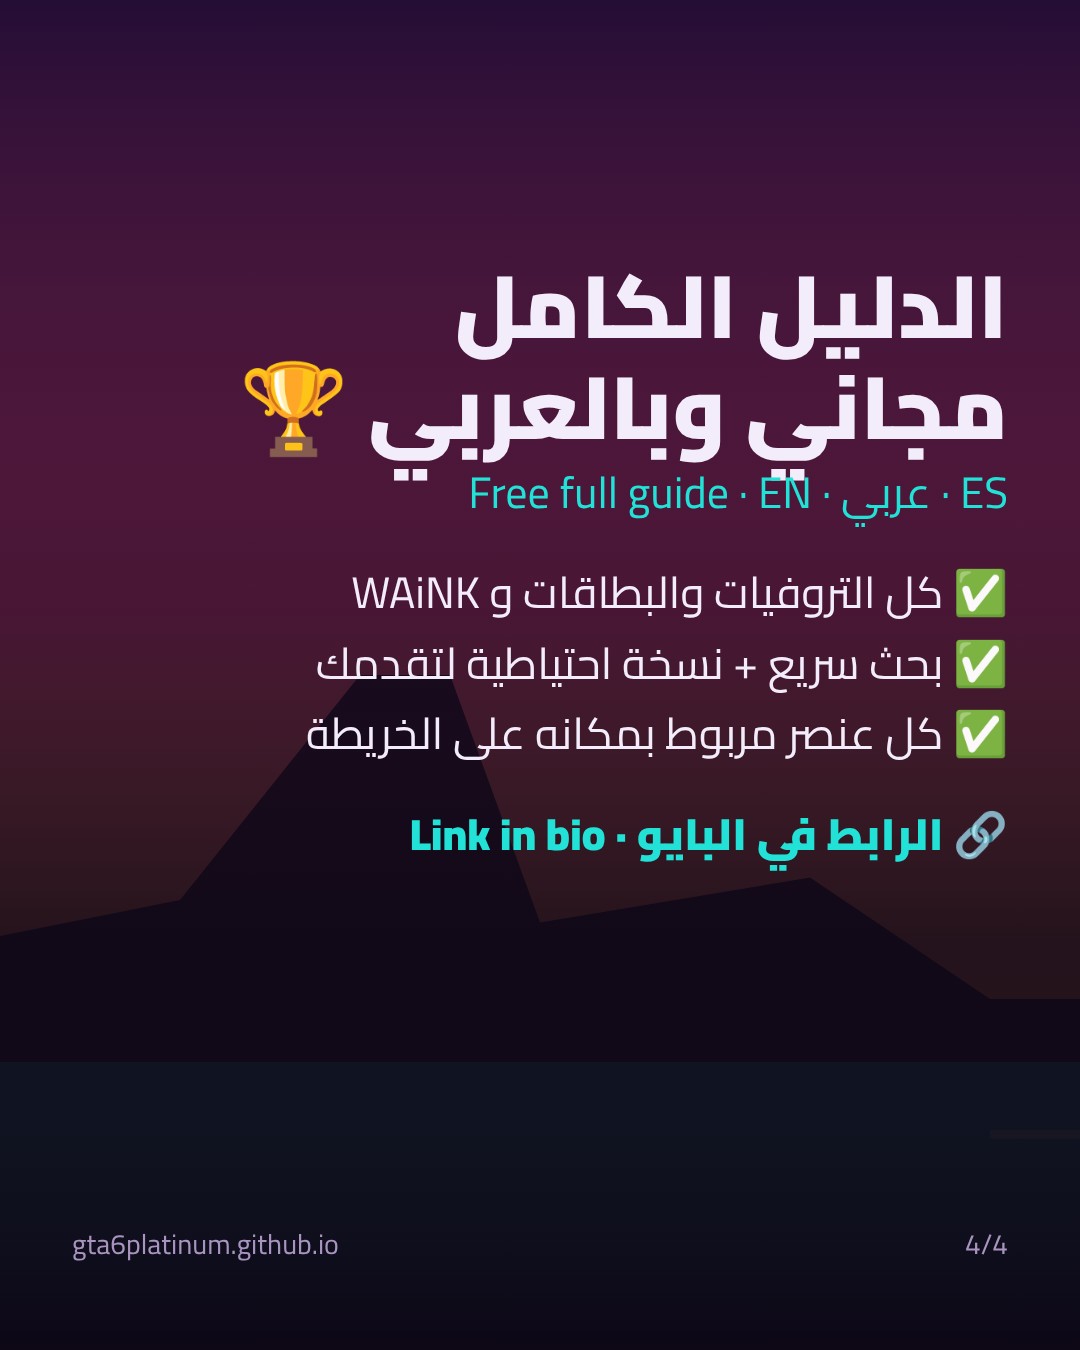 الدليل الكامل
مجاني وبالعربي 🏆
Free full guide · EN · عربي · ES
✅ كل التروفيات والبطاقات و WAiNK
✅ بحث سريع + نسخة احتياطية لتقدمك
✅ كل عنصر مربوط بمكانه على الخريطة
🔗 الرابط في البايو · Link in bio
gta6platinum.github.io
4/4